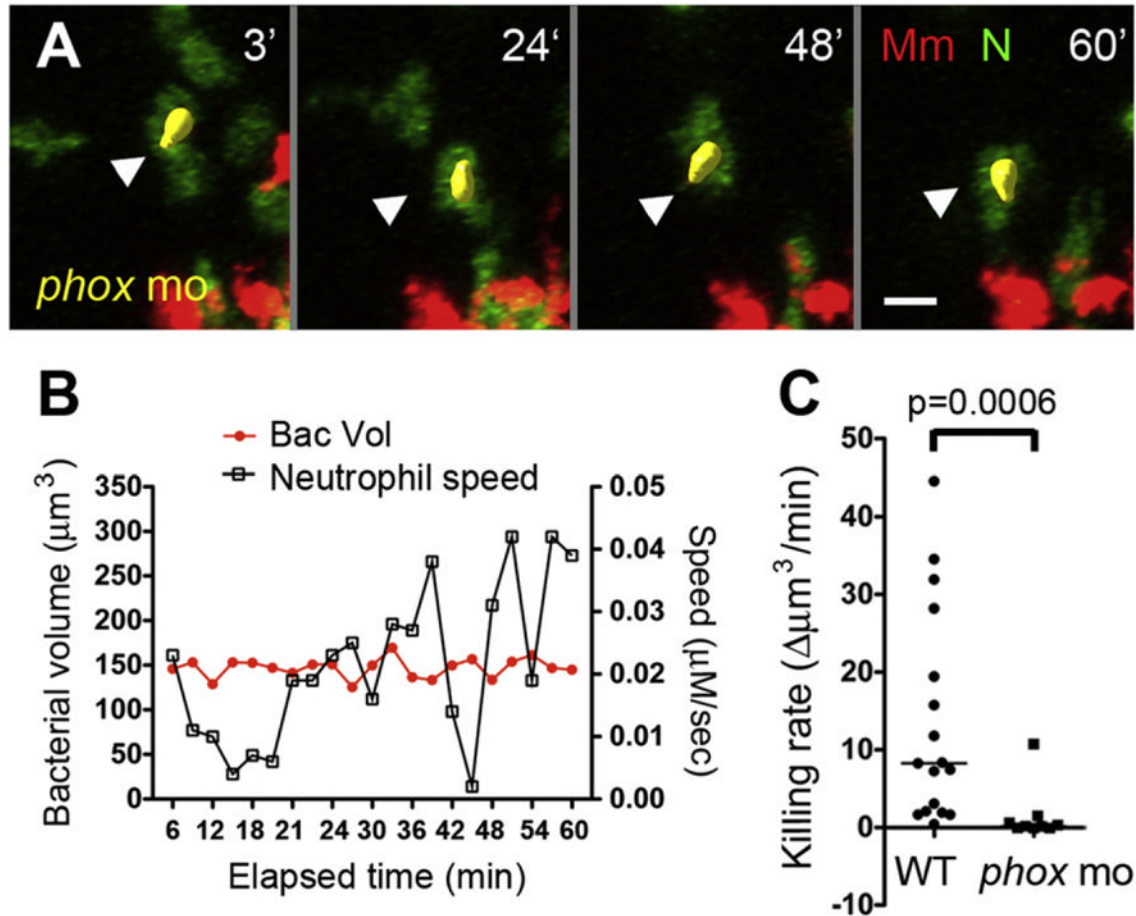 A
3'
24'
48'
Mm N 60'
phox mo
B
Bac Vol
Neutrophil speed
Bacterial volume (μm³)
350
300
250
200
150
100
50
0
0.05
0.04
0.03
0.02
0.01
0.00
Speed (μM/sec)
6 12 18 21 24 30 36 42 48 54 60
Elapsed time (min)
C
p=0.0006
Killing rate (Δμm³/min)
50
40
30
20
10
0
-10
WT phox mo